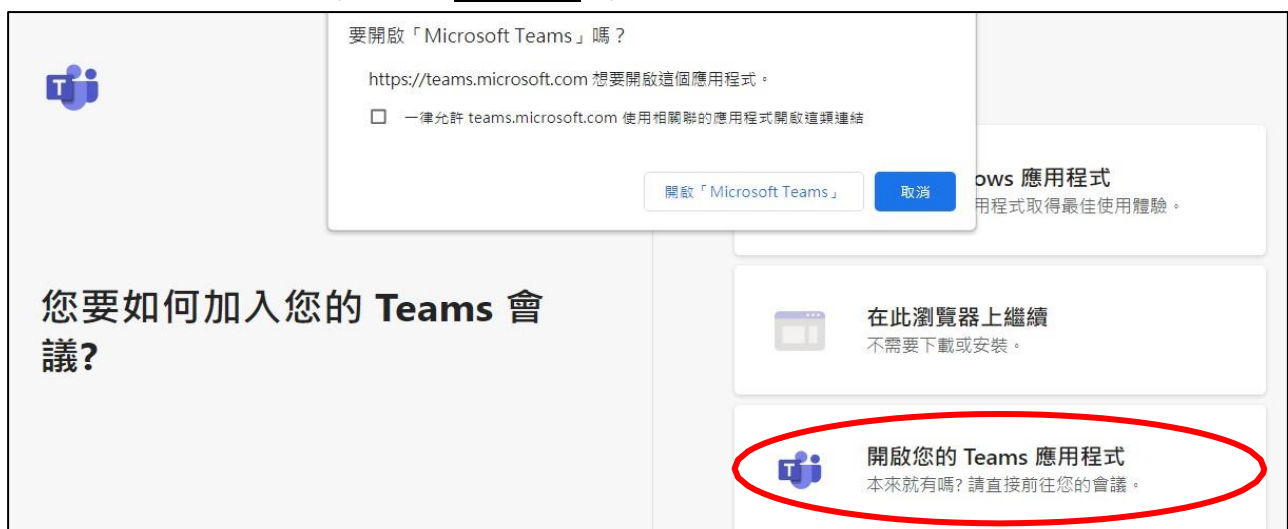 要開啟「Microsoft Teams」嗎？
https://teams.microsoft.com 想要開啟這個應用程式。
一律允許 teams.microsoft.com 使用相關聯的應用程式開啟這類連結
開啟「Microsoft Teams」
取消
ows 應用程式
用程式取得最佳使用體驗。
您要如何加入您的 Teams 會
議?
在此瀏覽器上繼續
不需要下載或安裝。
開啟您的 Teams 應用程式
本來就有嗎? 請直接前往您的會議。